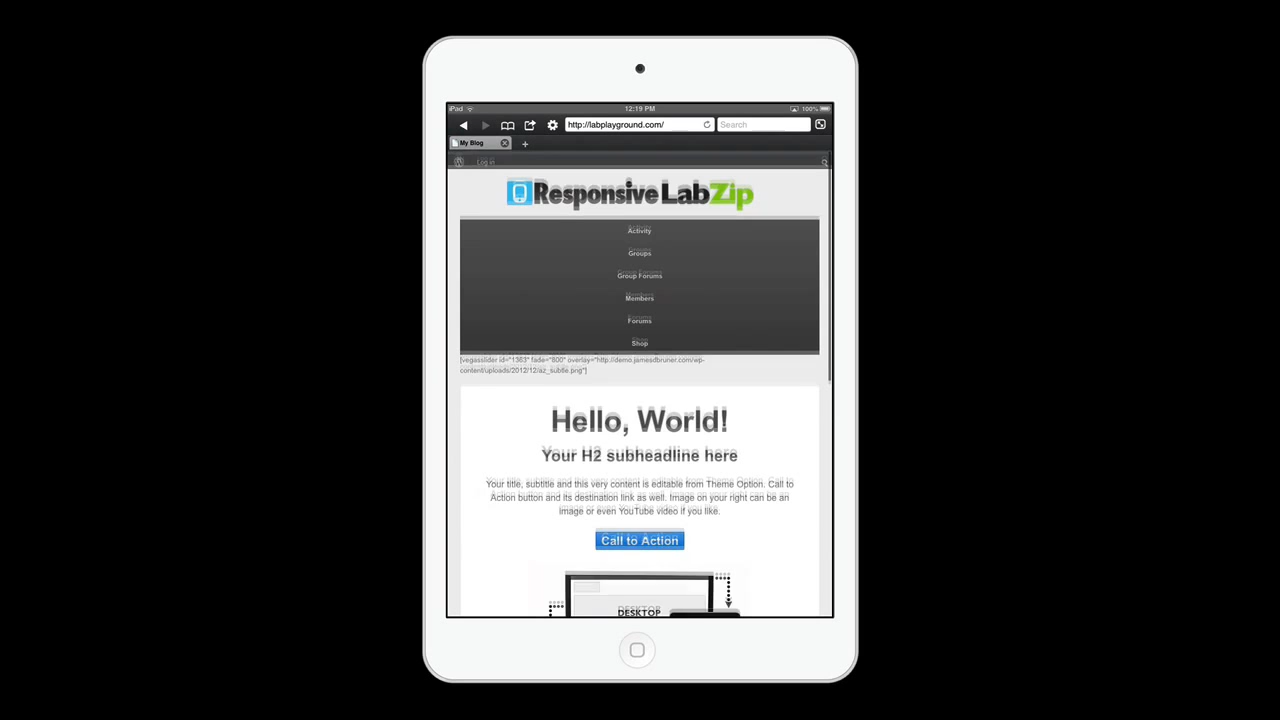 iPad 12:19 PM 100%
http://labplayground.com/ Search
My Blog
Log in
Responsive LabZip
Activity
Groups
Group Forums
Members
Forums
Shop
[vegasslider id="1363" fade="800" overlay="http://demo.jamesdbruner.com/wp-
content/uploads/2012/12/az_subtle.png"]
Hello, World!
Your H2 subheadline here
Your title, subtitle and this very content is editable from Theme Option. Call to
Action button and its destination link as well. Image on your right can be an
image or even YouTube video if you like.
Call to Action
DESKTOP